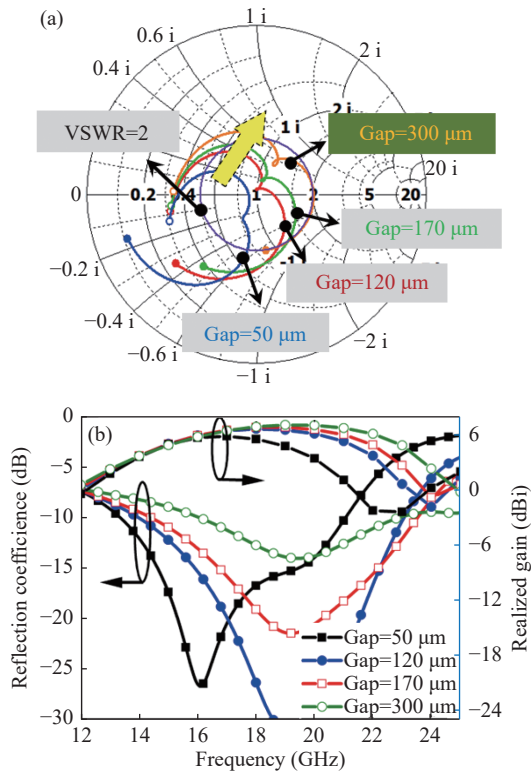 (a)
0.6 i
1 i
2 i
0.4 i
VSWR=2
2 i
1 i
Gap=300 μm
20 i
0
0.2
.4
1
2
5
20
Gap=170 μm
−0.2 i
-1
Gap=120 μm
−0.4 i
Gap=50 μm
−0.6 i
−2 i
−1 i
(b)
0
−5
−10
−15
−20
−25
−30
Reflection coefficience (dB)
6
0
−6
−12
−18
−24
Realized gain (dBi)
Gap=50 μm
Gap=120 μm
Gap=170 μm
Gap=300 μm
12
14
16
18
20
22
24
Frequency (GHz)